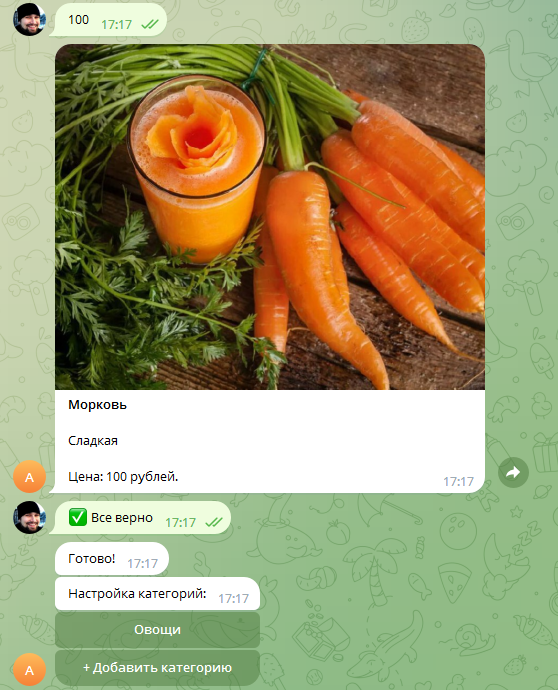 100 17:17
Морковь
Сладкая
Цена: 100 рублей.
17:17
A
✅ Все верно 17:17
Готово! 17:17
Настройка категорий: 17:17
Овощи
+ Добавить категорию
A